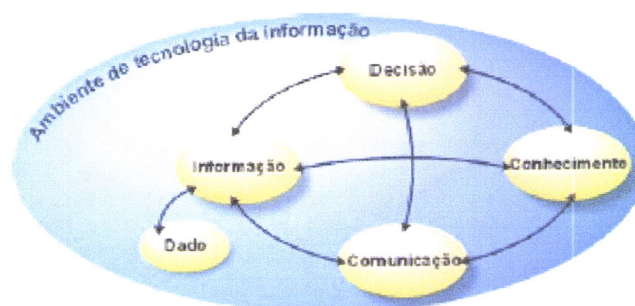 Ambiente de tecnologia da informação
Decisão
Informação
Conhecimento
Dado
Comunicação